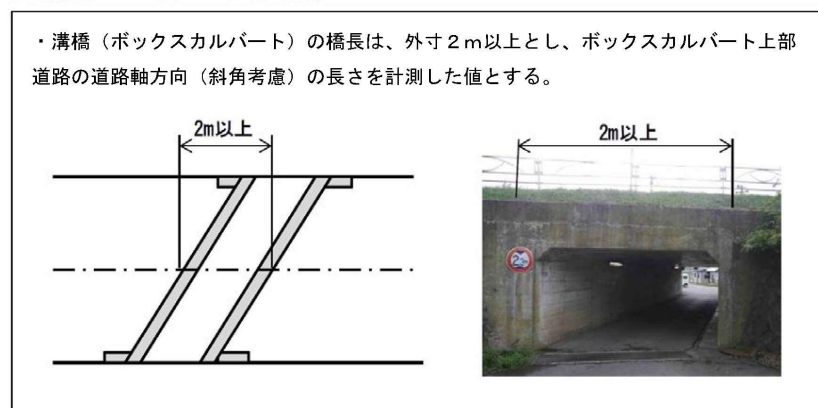 ・溝橋（ボックスカルバート）の橋長は、外寸２ｍ以上とし、ボックスカルバート上部
道路の道路軸方向（斜角考慮）の長さを計測した値とする。
2m以上
2m以上